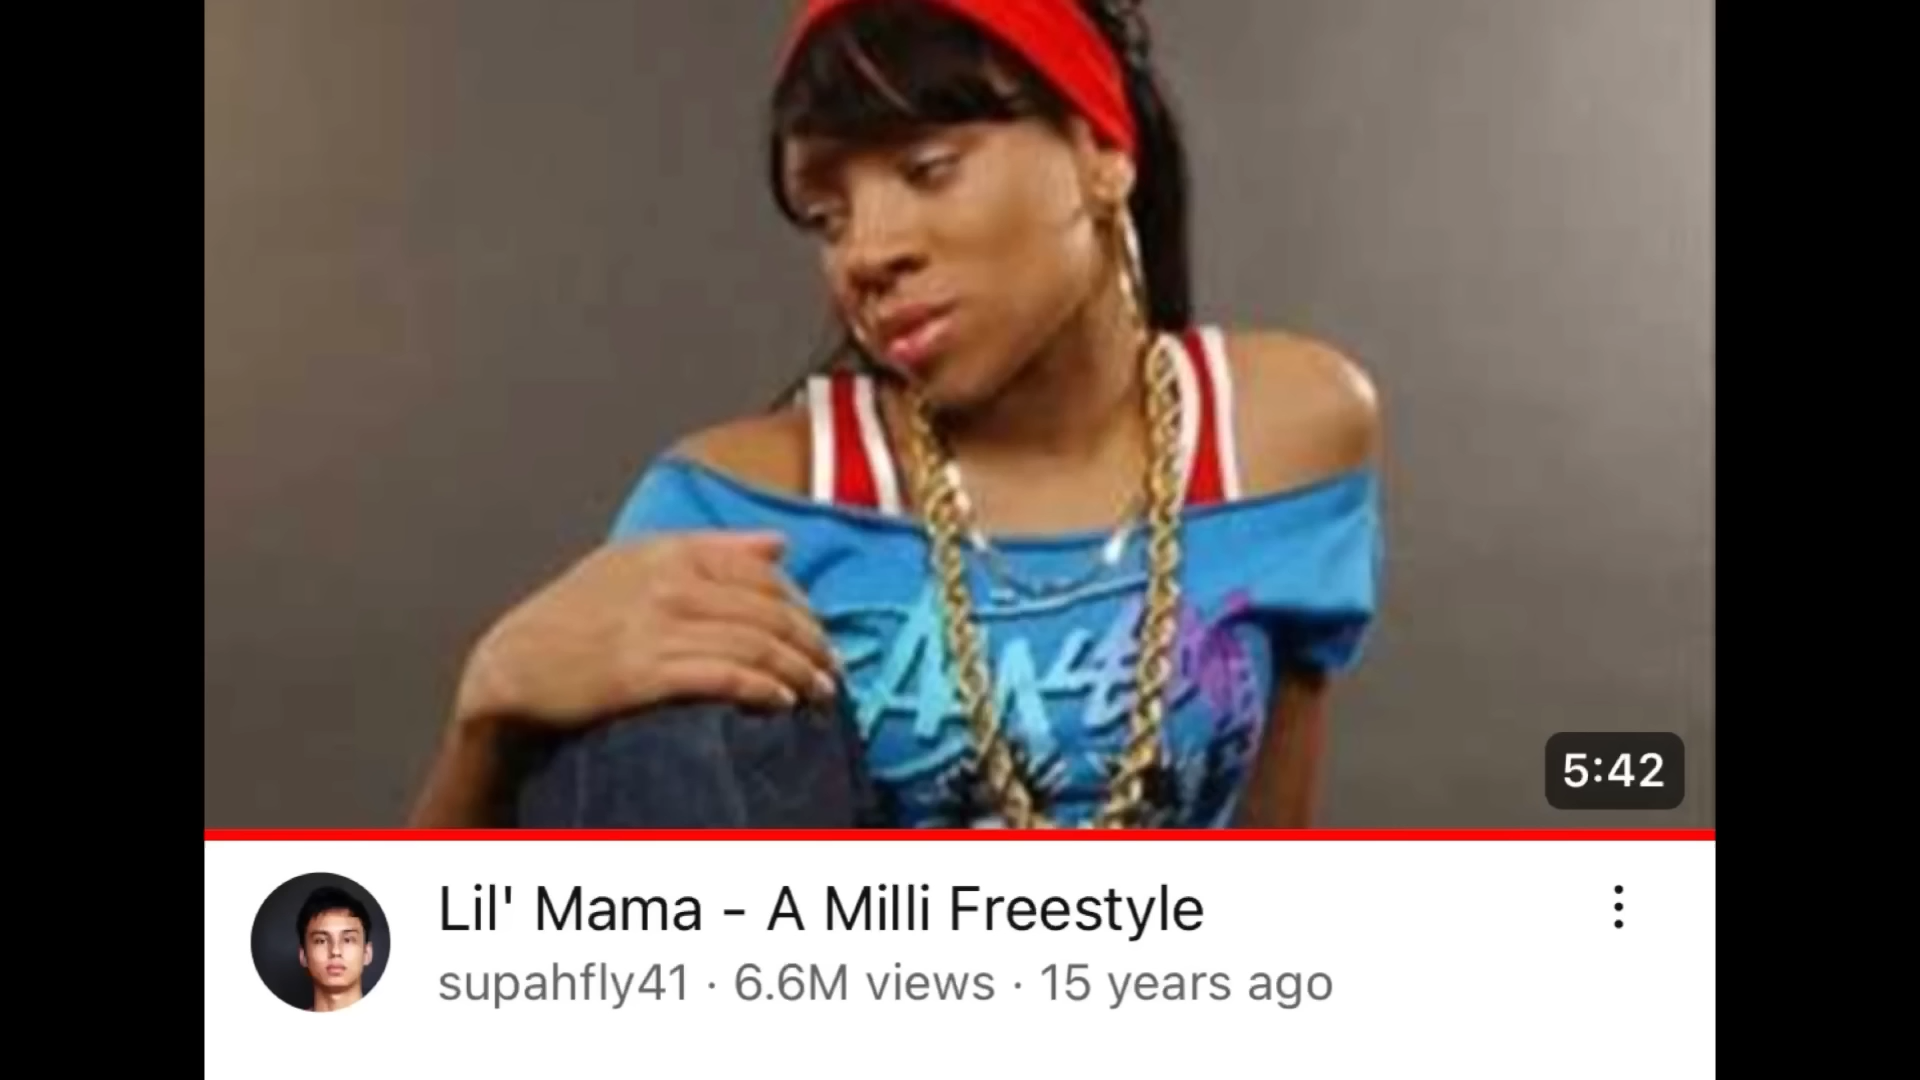 5:42
Lil' Mama - A Milli Freestyle
supahfly41 · 6.6M views · 15 years ago